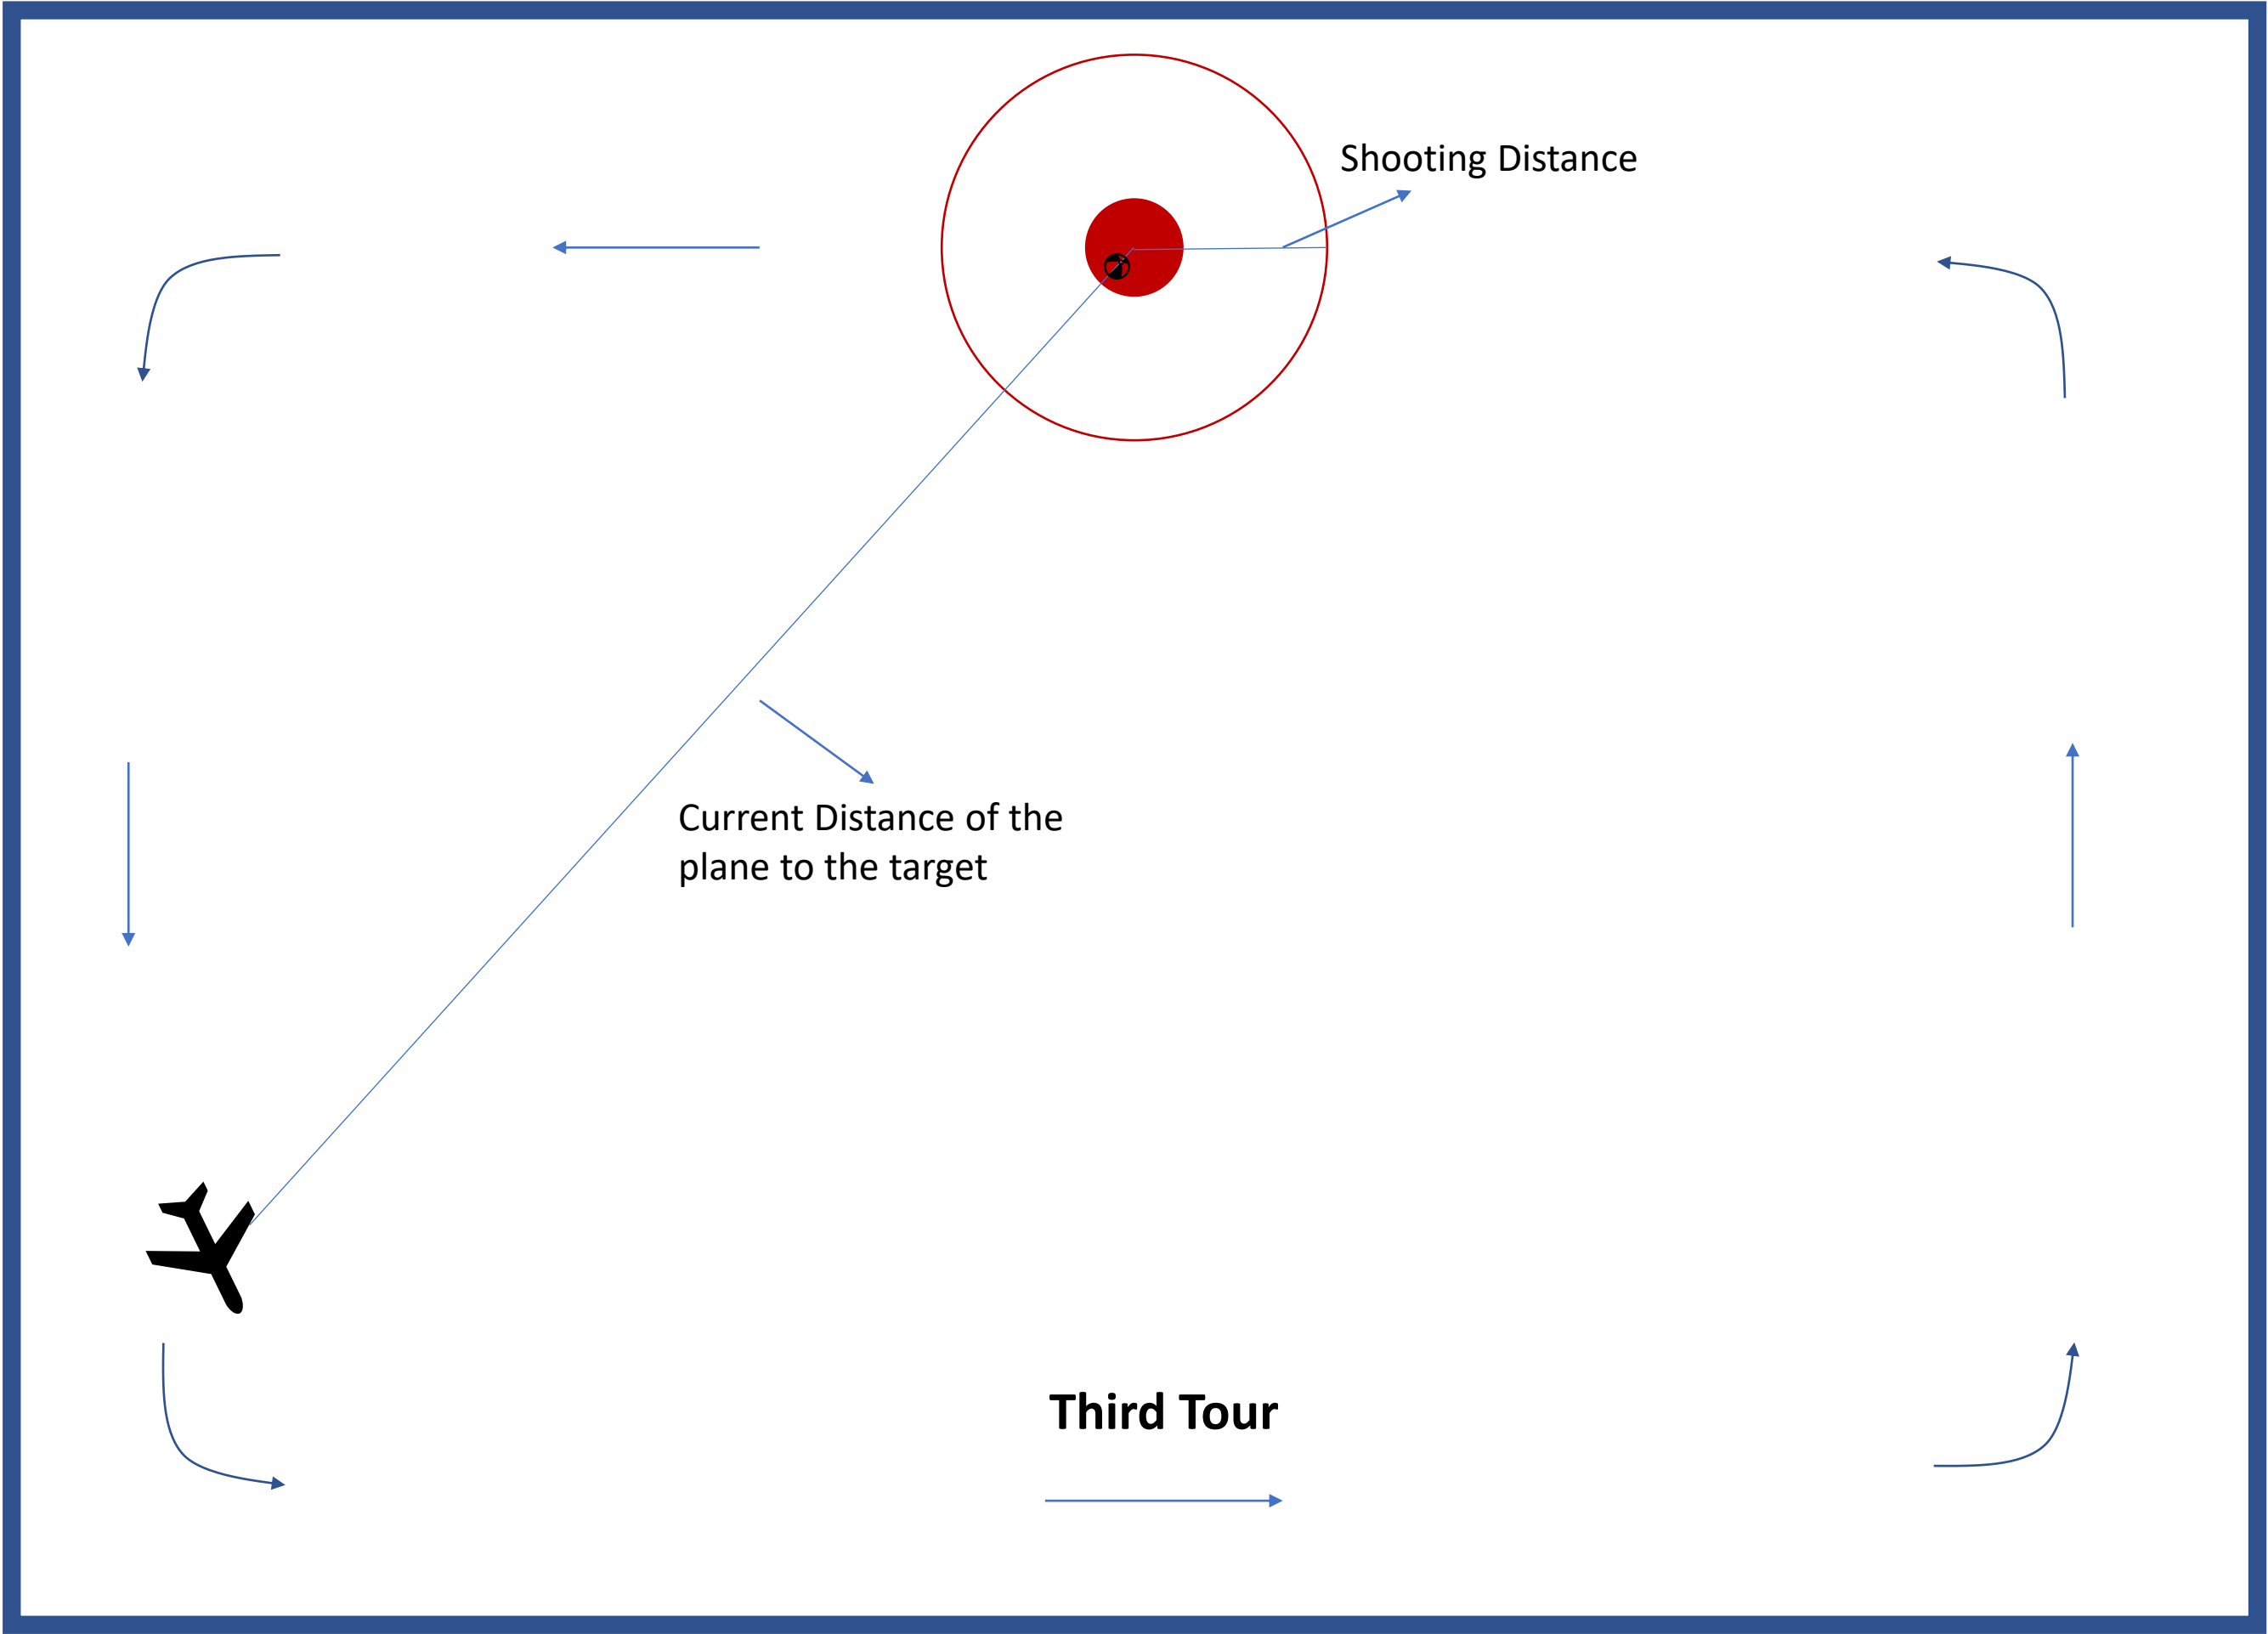 Shooting Distance
Current Distance of the
plane to the target
Third Tour